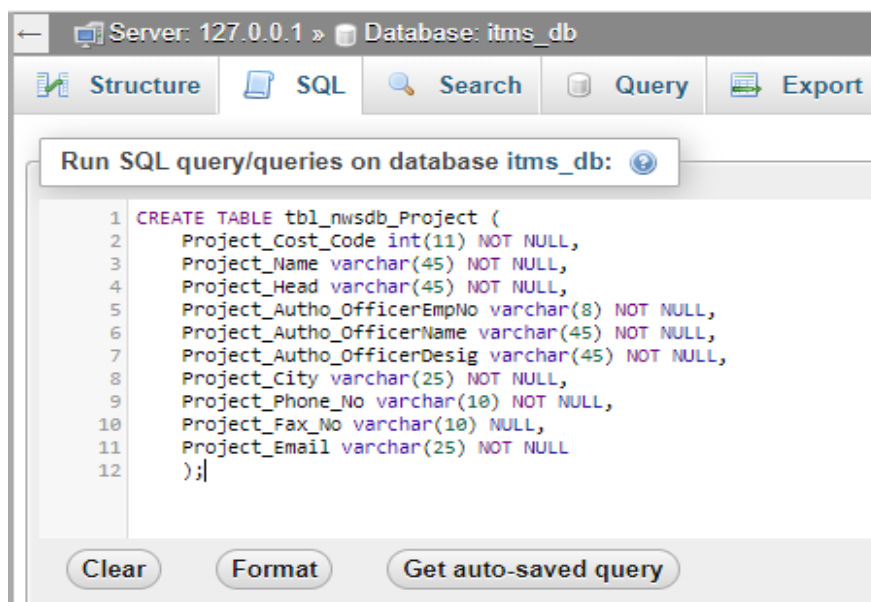 ← Server: 127.0.0.1 » Database: itms_db
Structure SQL Search Query Export
Run SQL query/queries on database itms_db:
1 CREATE TABLE tbl_nwsdb_Project (
2 Project_Cost_Code int(11) NOT NULL,
3 Project_Name varchar(45) NOT NULL,
4 Project_Head varchar(45) NOT NULL,
5 Project_Autho_OfficerEmpNo varchar(8) NOT NULL,
6 Project_Autho_OfficerName varchar(45) NOT NULL,
7 Project_Autho_OfficerDesig varchar(45) NOT NULL,
8 Project_City varchar(25) NOT NULL,
9 Project_Phone_No varchar(10) NOT NULL,
10 Project_Fax_No varchar(10) NULL,
11 Project_Email varchar(25) NOT NULL
12 );
Clear Format Get auto-saved query